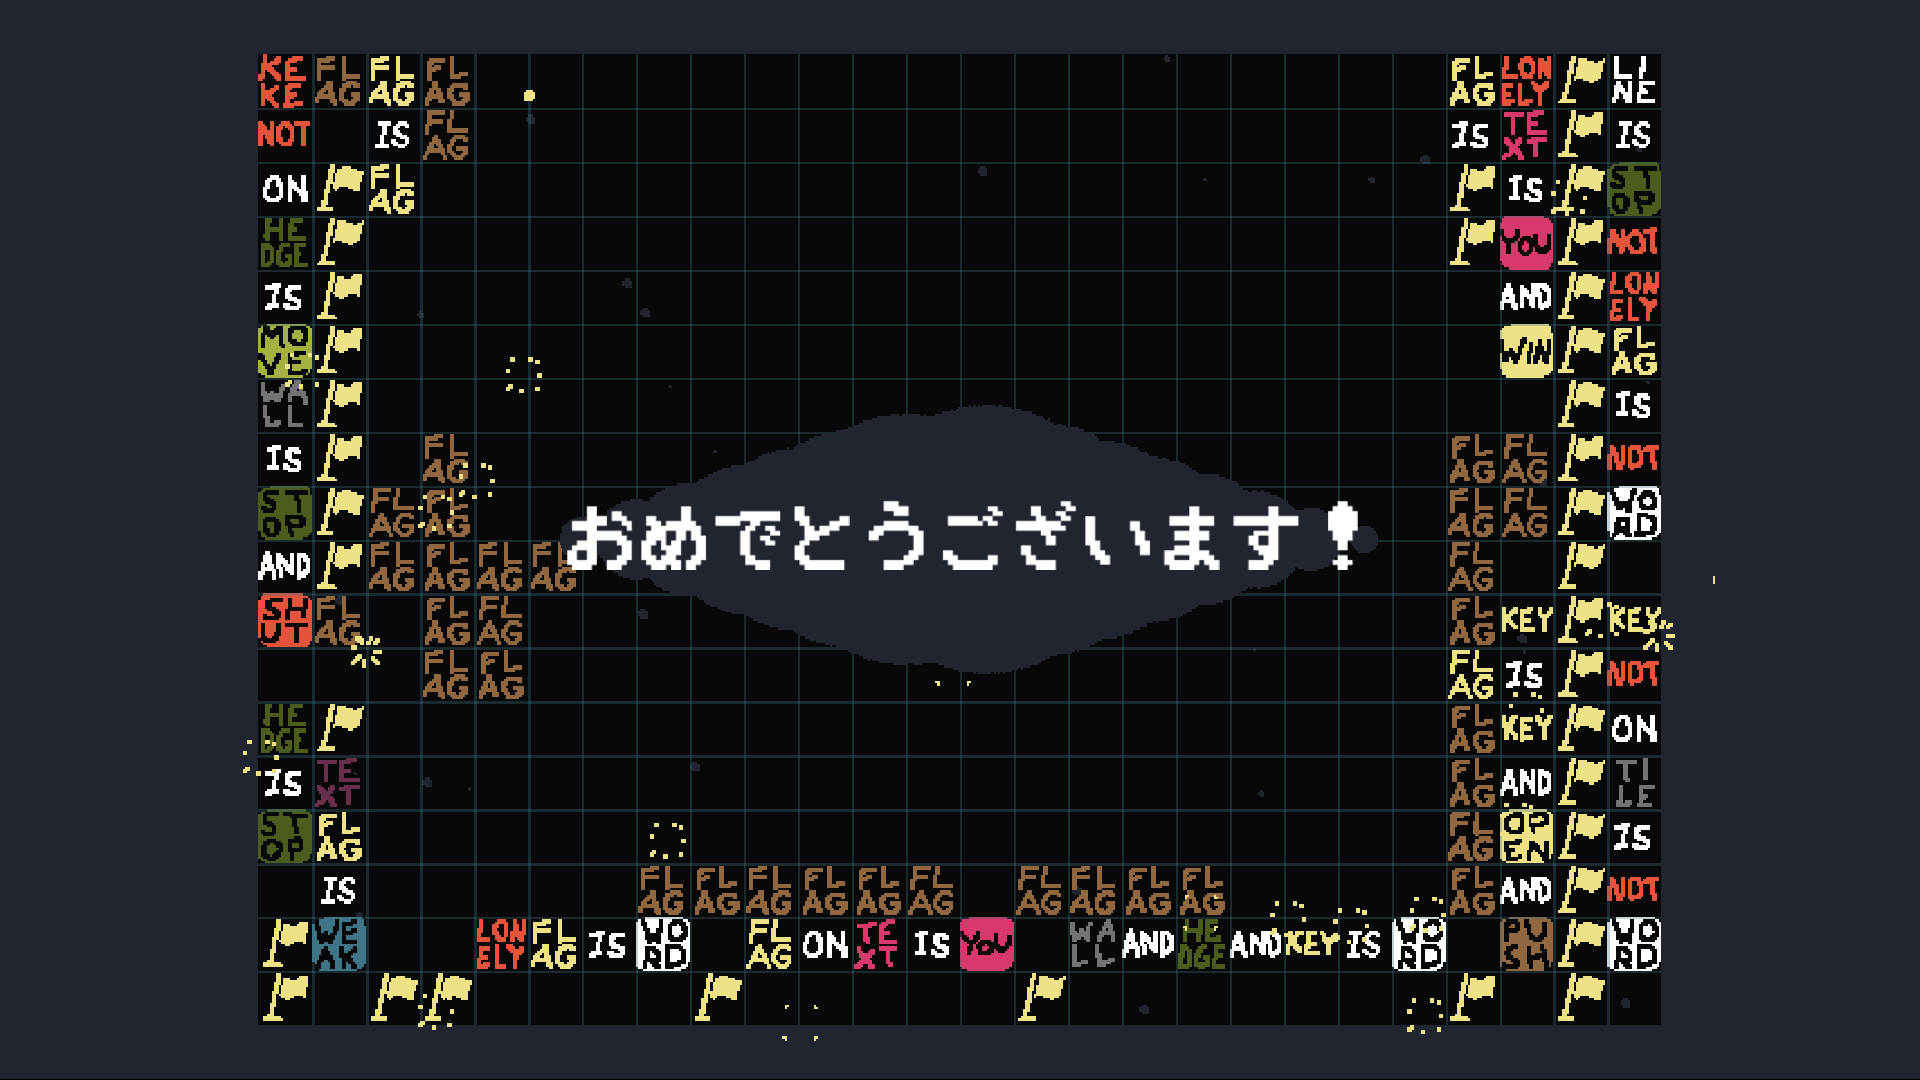 KEKE FLAG FLAG FLAG FLAG LONELY LINE
NOT IS FLAG IS TEXT IS
ON FLAG IS STOP
HEDGE YOU NOT
IS AND LONELY
MOVE WIN FLAG
WALL IS
IS FLAG FLAG FLAG NOT
STOP FLAG FLAG FLAG FLAG WORD
おめでとうございます!
AND FLAG FLAG FLAG FLAG FLAG
SHUT FLAG FLAG FLAG FLAG KEY KEY
FLAG FLAG FLAG IS NOT
HEDGE FLAG KEY ON
IS TEXT FLAG AND TILE
STOP FLAG FLAG OPEN IS
IS FLAG FLAG FLAG FLAG FLAG FLAG FLAG FLAG FLAG FLAG FLAG AND NOT
WEAK LONELY FLAG IS WORD FLAG ON TEXT IS YOU WALL AND HEDGE AND KEY IS WORD PUSH WORD